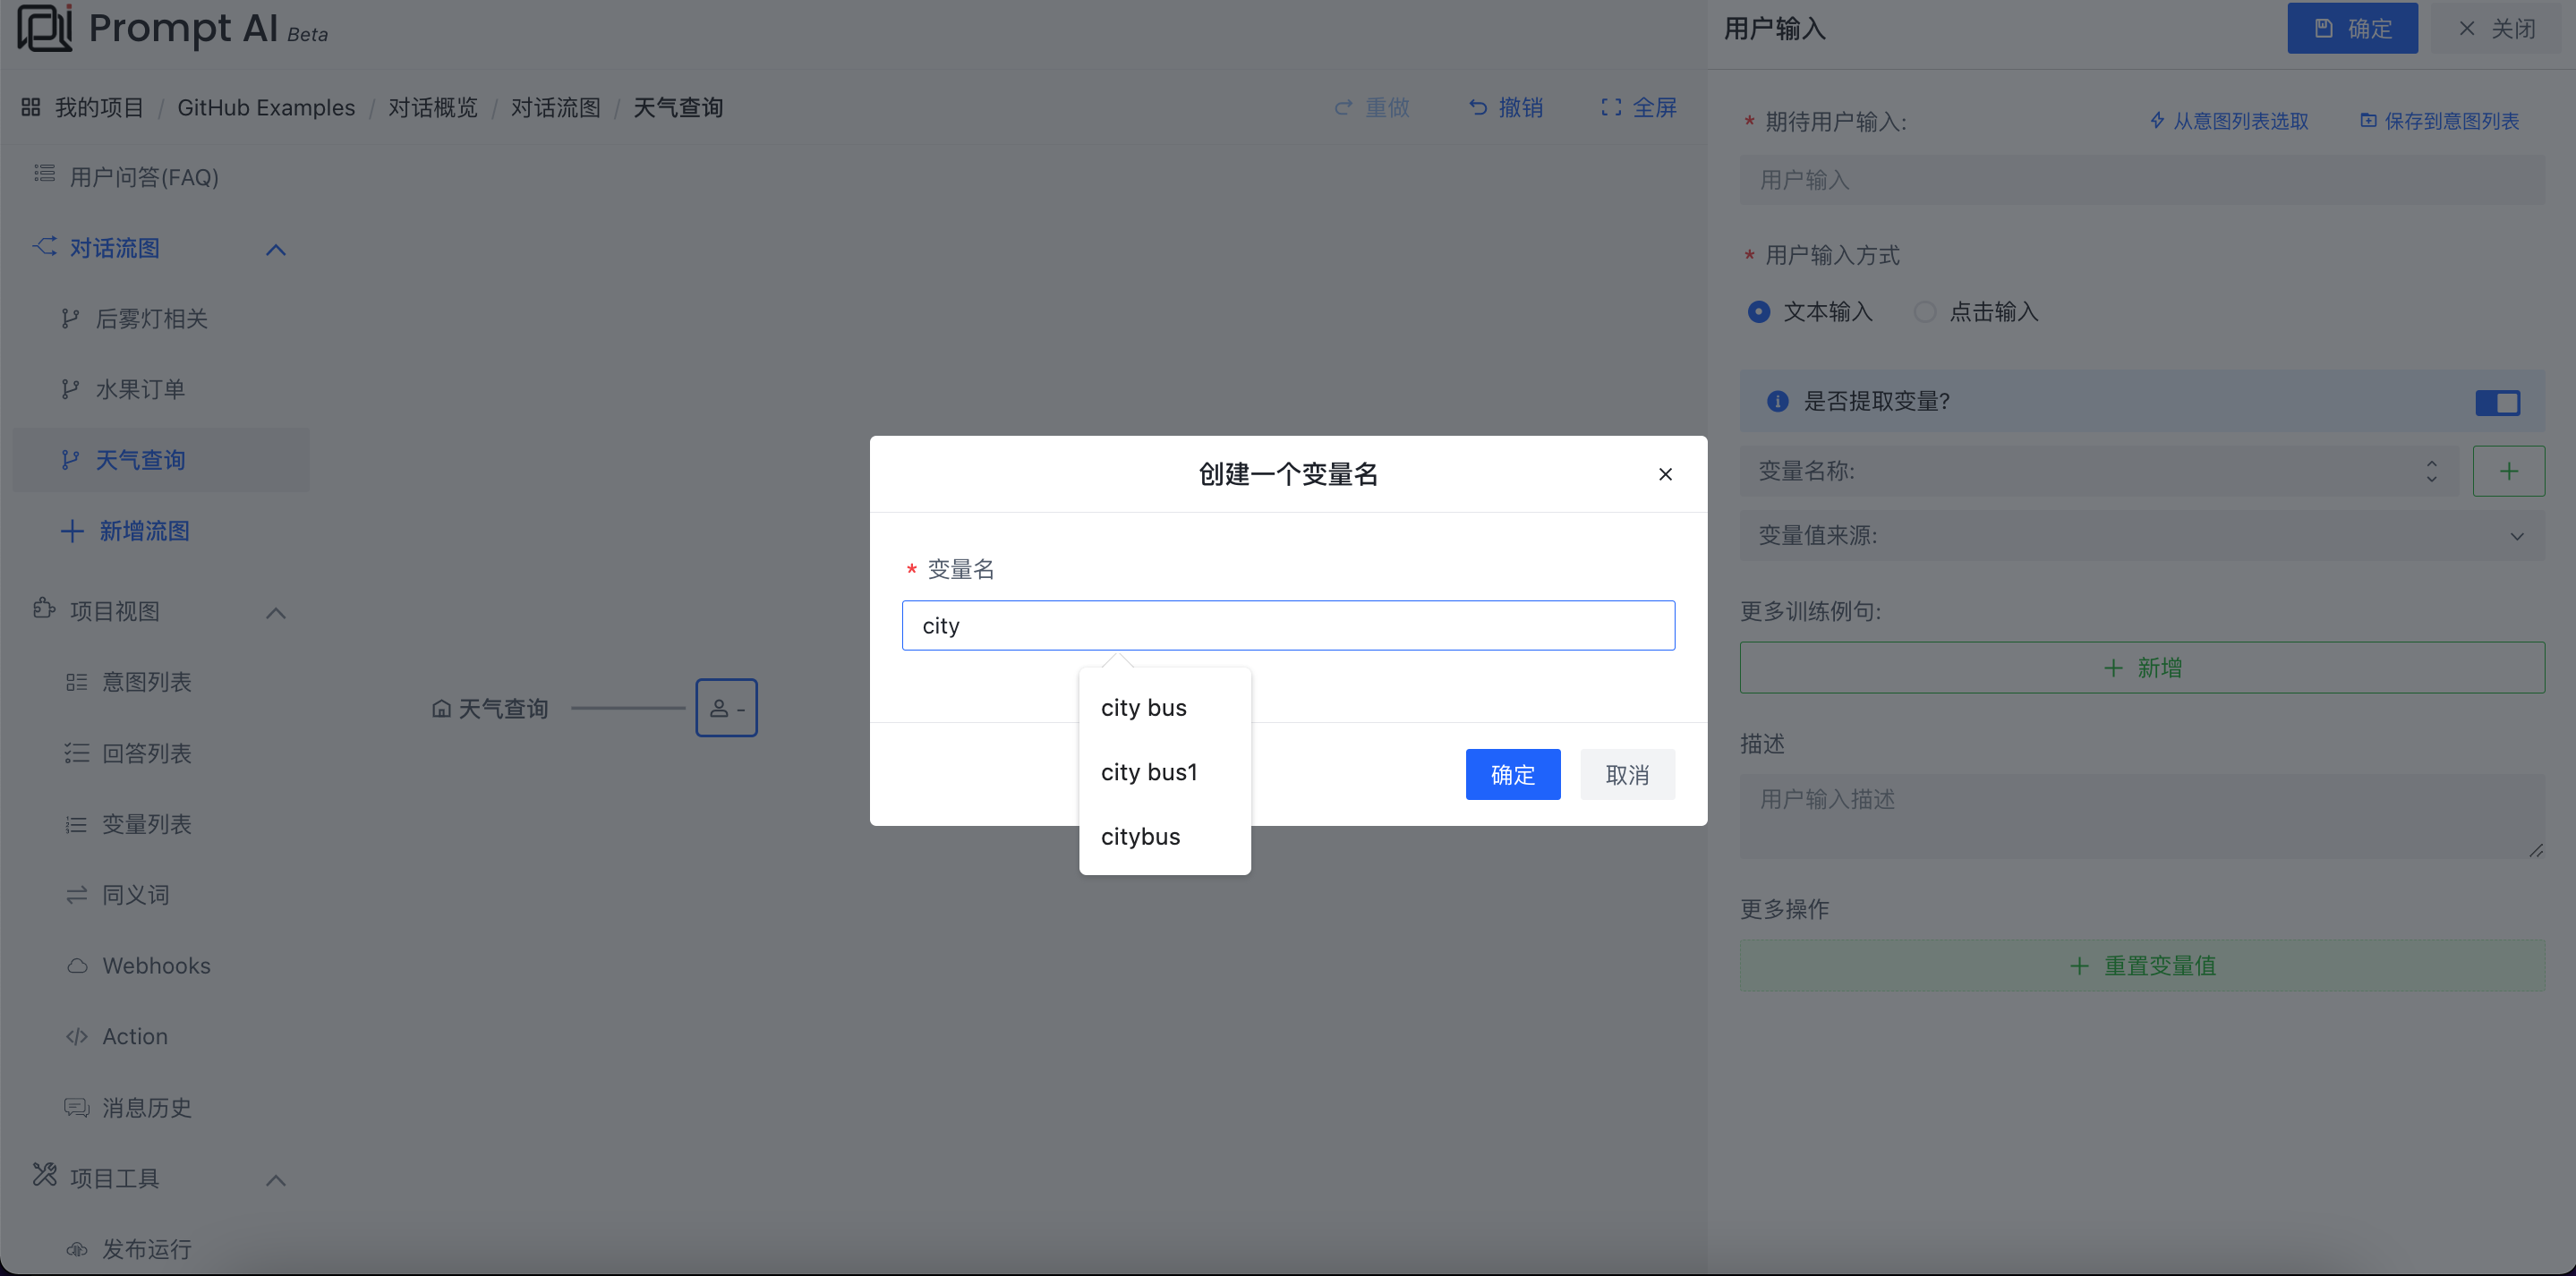 Prompt AI Beta
我的项目 / GitHub Examples / 对话概览 / 对话流图 / 天气查询
重做
撤销
全屏
用户问答(FAQ)
对话流图
后雾灯相关
水果订单
天气查询
新增流图
项目视图
意图列表
回答列表
变量列表
同义词
Webhooks
Action
消息历史
项目工具
发布运行
天气查询
-
创建一个变量名
* 变量名
city
city bus
city bus1
citybus
确定
取消
用户输入
确定
关闭
* 期待用户输入:
从意图列表选取
保存到意图列表
用户输入
* 用户输入方式
文本输入
点击输入
是否提取变量?
变量名称:
变量值来源:
更多训练例句:
新增
描述
用户输入描述
更多操作
重置变量值